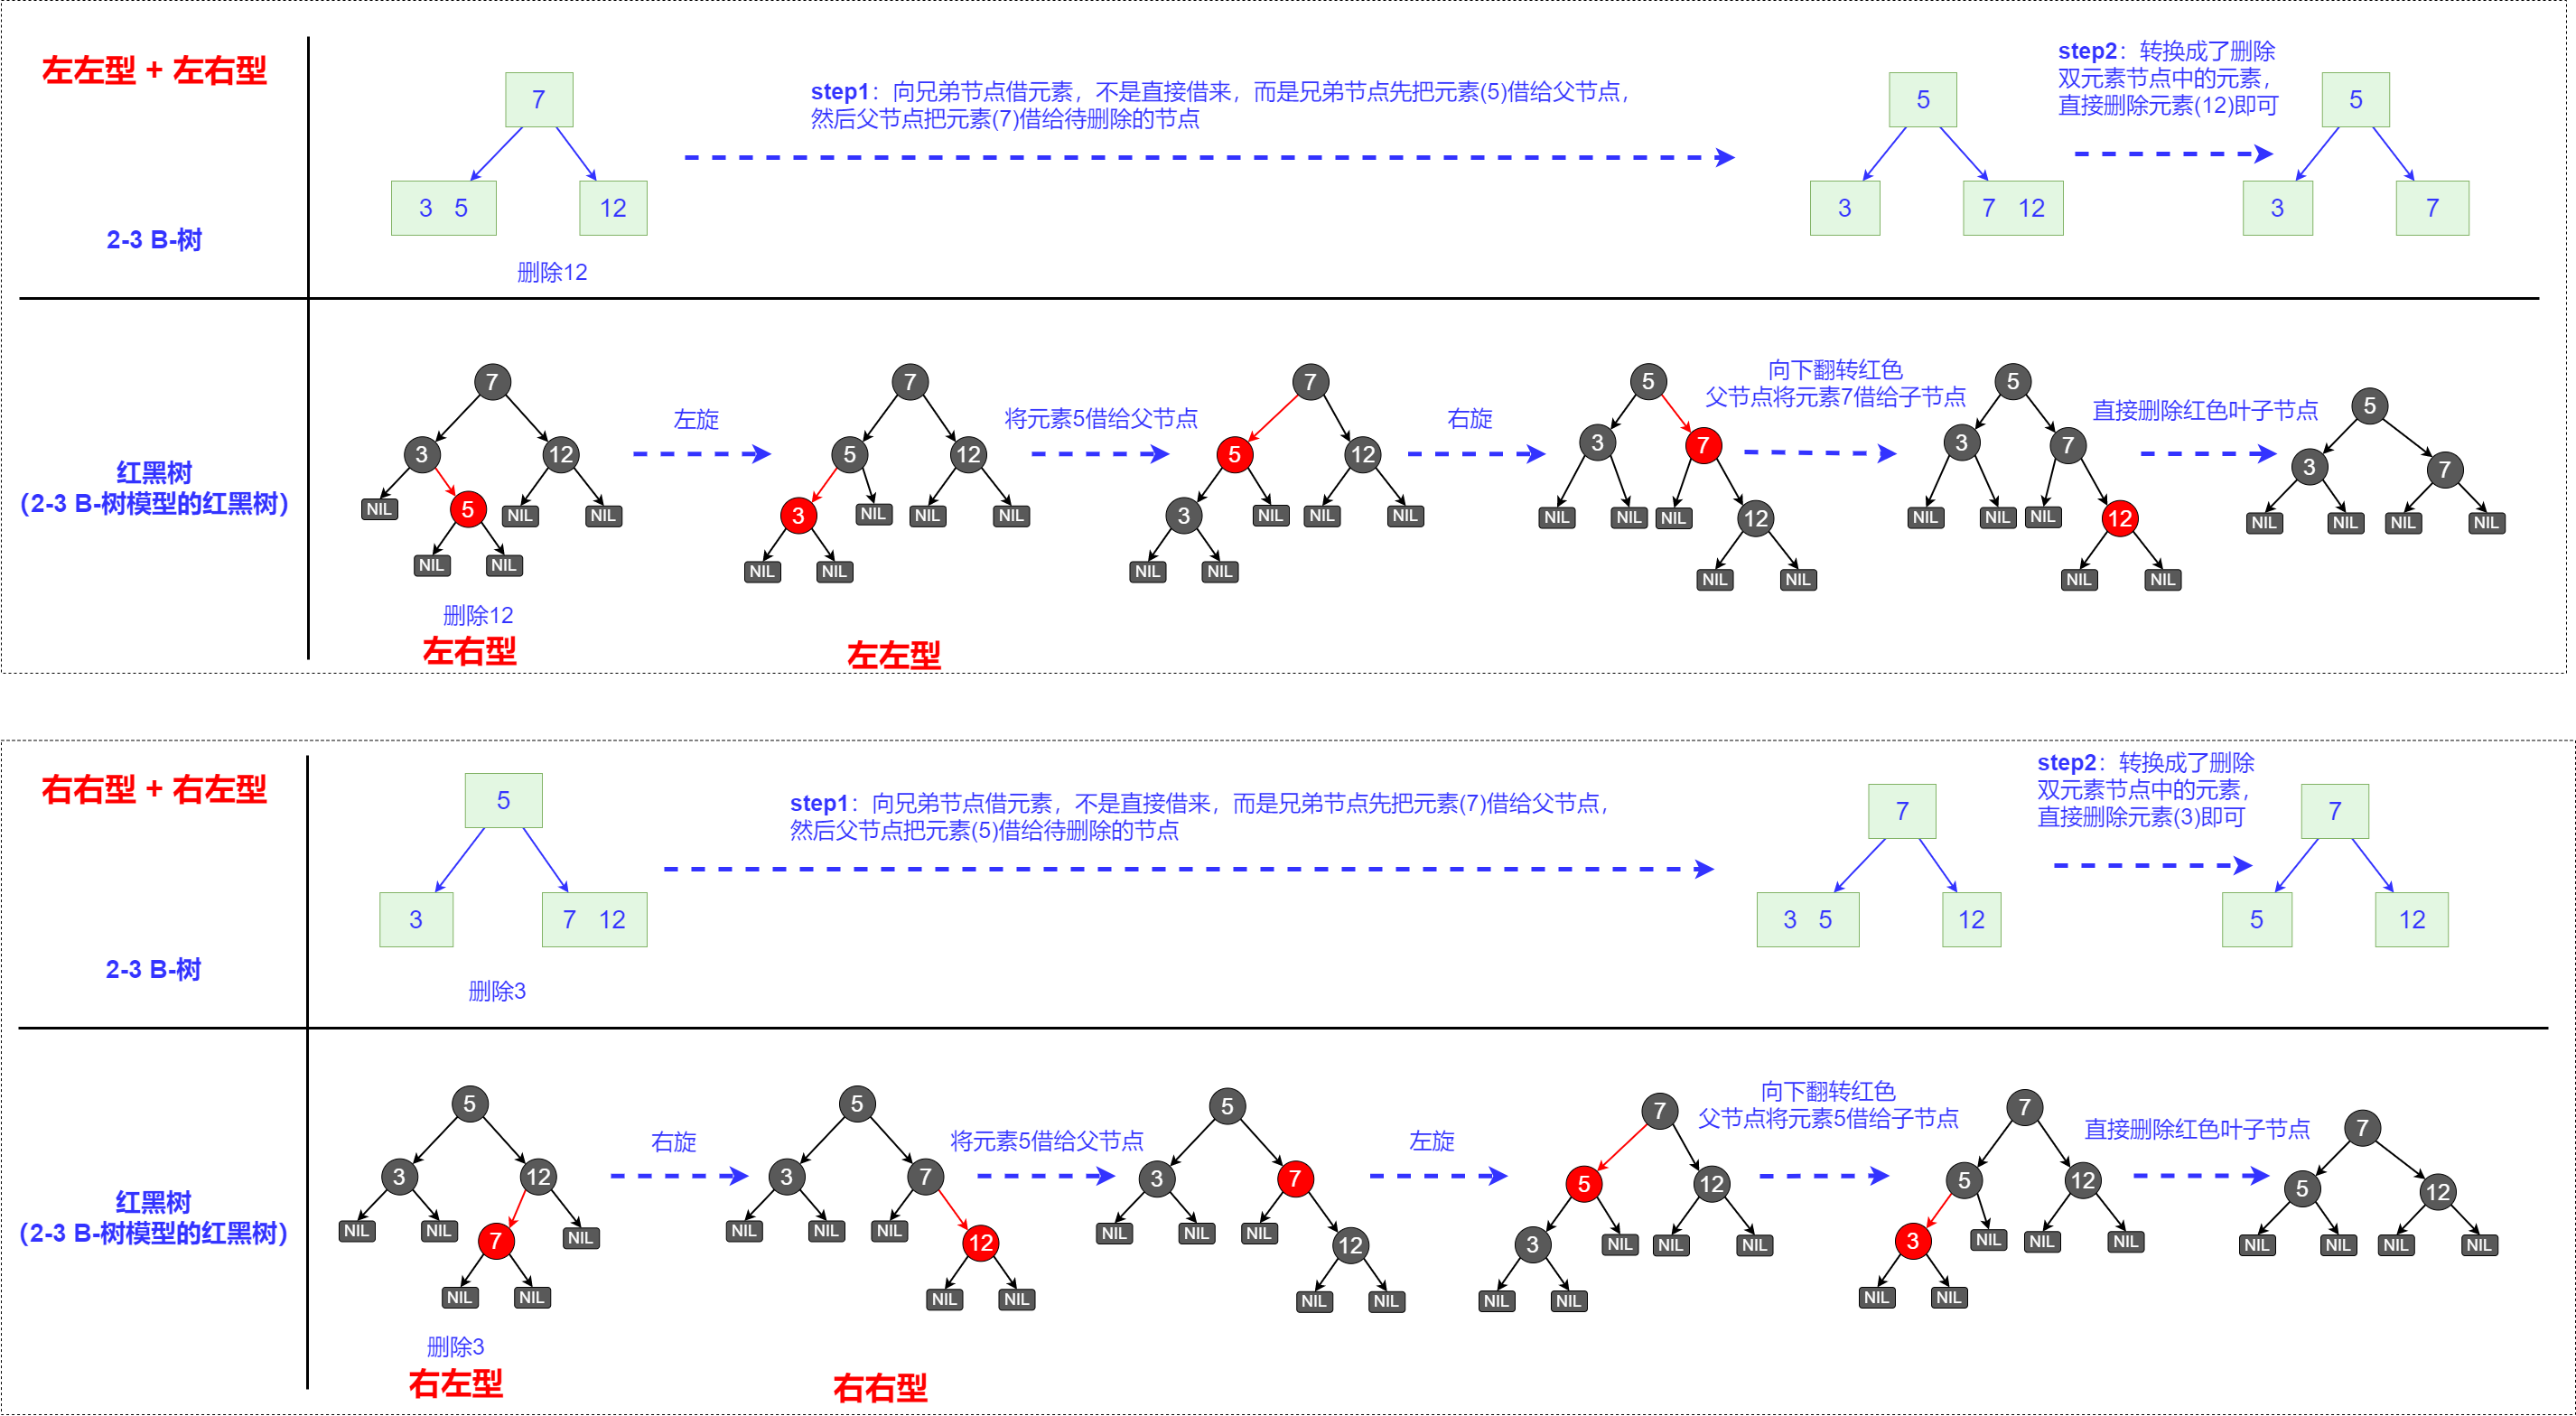 左左型 + 左右型
2-3 B-树
7
3 5
12
删除12
step1：向兄弟节点借元素，不是直接借来，而是兄弟节点先把元素(5)借给父节点，
然后父节点把元素(7)借给待删除的节点
5
3
7 12
step2：转换成了删除
双元素节点中的元素，
直接删除元素(12)即可
5
3
7
红黑树
（2-3 B-树模型的红黑树）
7
3
12
NIL
5
NIL
NIL
NIL
NIL
删除12
左右型
左旋
7
5
12
3
NIL
NIL
NIL
NIL
NIL
左左型
将元素5借给父节点
7
5
12
3
NIL
NIL
NIL
NIL
NIL
右旋
5
3
7
NIL
NIL
NIL
12
NIL
NIL
向下翻转红色
父节点将元素7借给子节点
5
3
7
NIL
NIL
NIL
12
NIL
NIL
直接删除红色叶子节点
5
3
7
NIL
NIL
NIL
NIL
右右型 + 右左型
2-3 B-树
5
3
7 12
删除3
step1：向兄弟节点借元素，不是直接借来，而是兄弟节点先把元素(7)借给父节点，
然后父节点把元素(5)借给待删除的节点
7
3 5
12
step2：转换成了删除
双元素节点中的元素，
直接删除元素(3)即可
7
5
12
红黑树
（2-3 B-树模型的红黑树）
5
3
12
NIL
NIL
7
NIL
NIL
NIL
删除3
右左型
右旋
5
3
7
NIL
NIL
NIL
12
NIL
NIL
右右型
将元素5借给父节点
5
3
7
NIL
NIL
NIL
12
NIL
NIL
左旋
7
5
12
3
NIL
NIL
NIL
NIL
NIL
向下翻转红色
父节点将元素5借给子节点
7
5
12
3
NIL
NIL
NIL
NIL
NIL
直接删除红色叶子节点
7
5
12
NIL
NIL
NIL
NIL